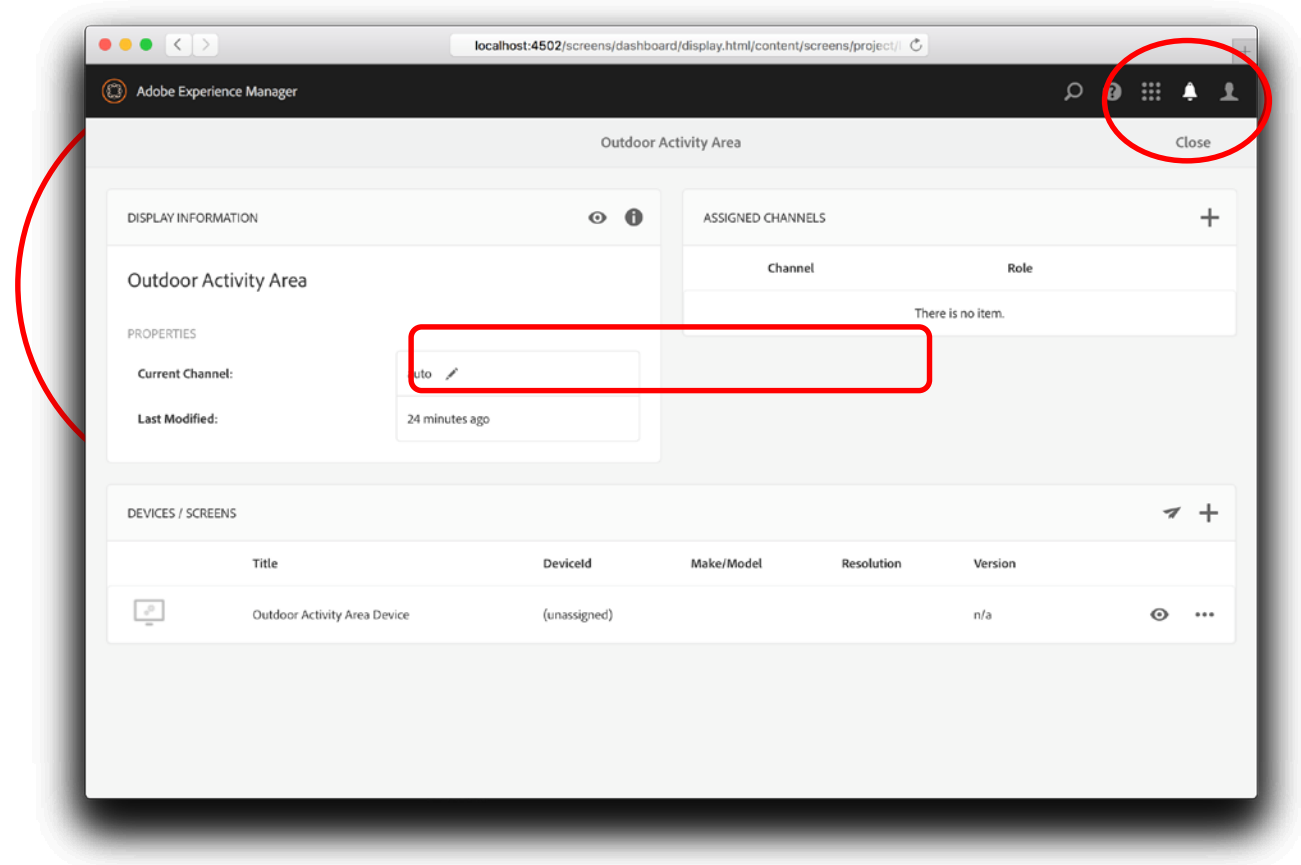 localhost:4502/screens/dashboard/display.html/content/screens/project/
Adobe Experience Manager
Outdoor Activity Area
Close
DISPLAY INFORMATION
ASSIGNED CHANNELS
Channel Role
Outdoor Activity Area
There is no item.
PROPERTIES
Current Channel: auto
Last Modified: 24 minutes ago
DEVICES / SCREENS
Title DeviceId Make/Model Resolution Version
Outdoor Activity Area Device (unassigned) n/a